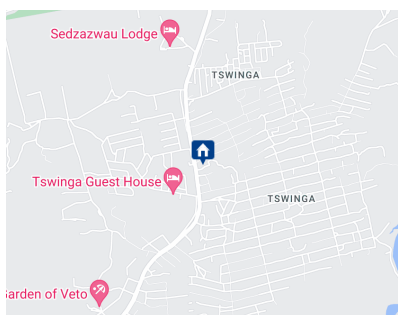 Sedzazwau Lodge
TSWINGA
Tswinga Guest House
TSWINGA
Garden of Veto